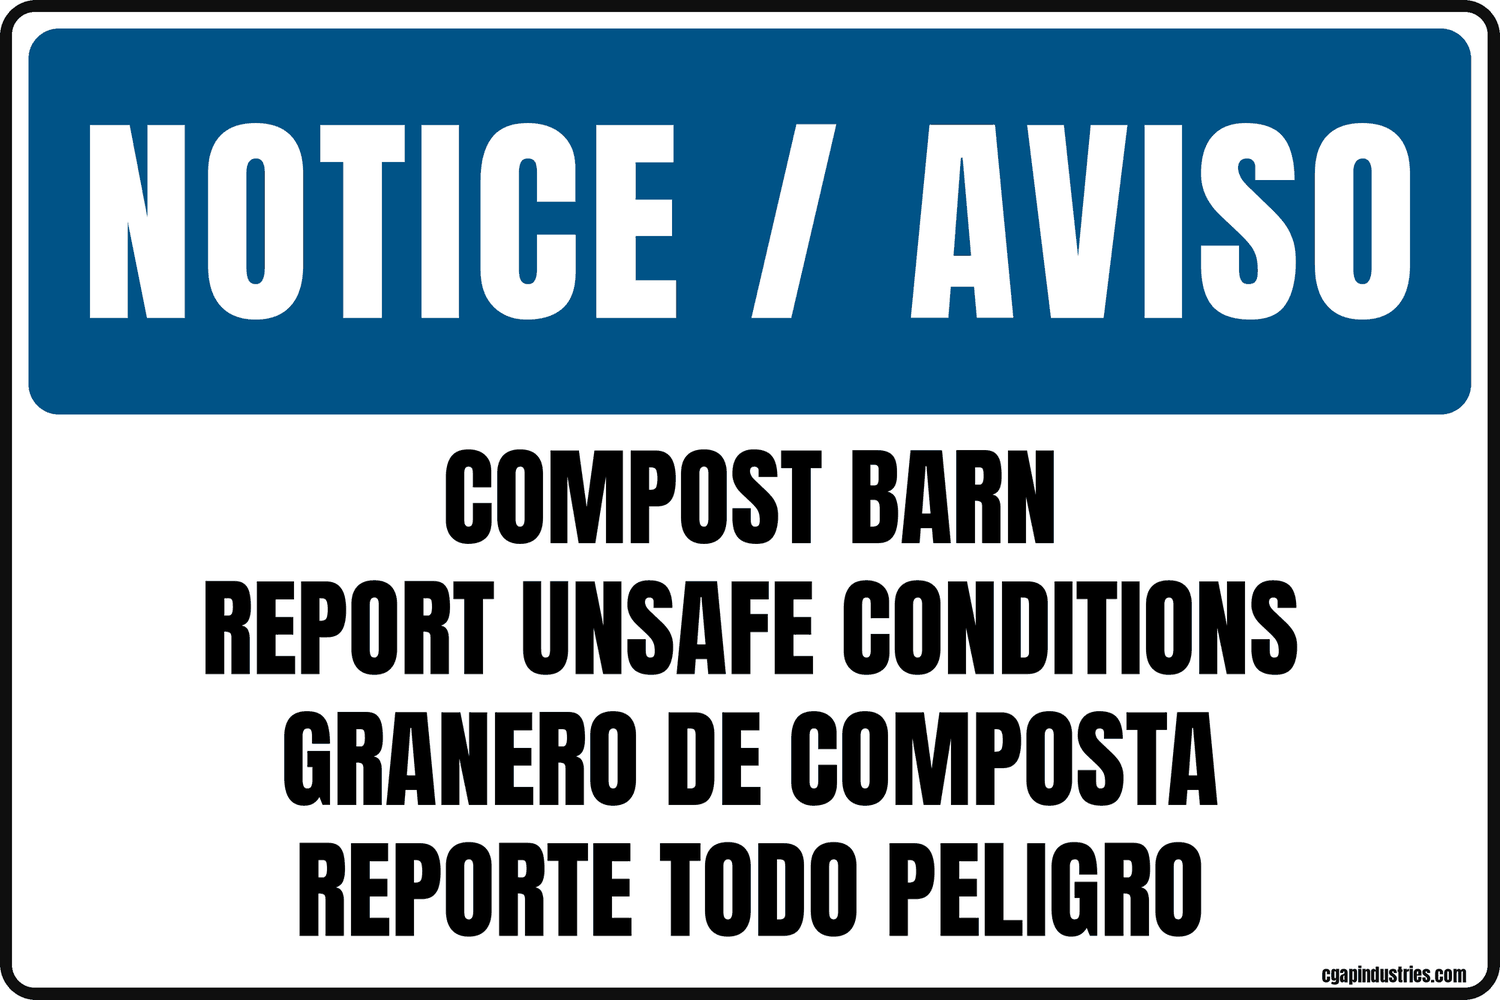 NOTICE / AVISO
COMPOST BARN
REPORT UNSAFE CONDITIONS
GRANERO DE COMPOSTA
REPORTE TODO PELIGRO
cgapindustries.com